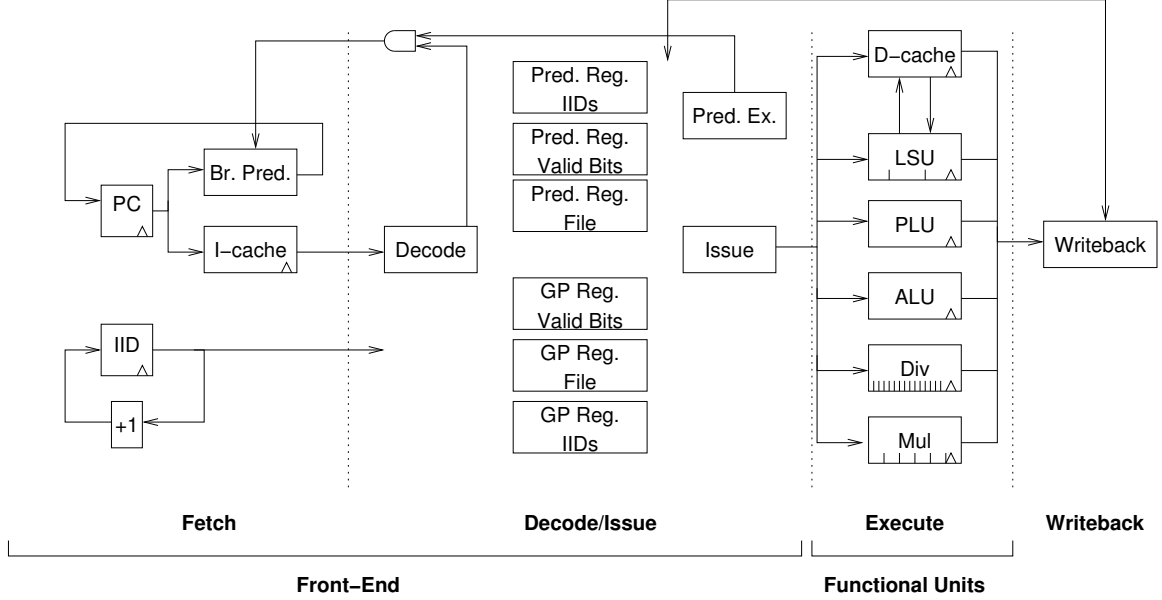 D−cache
Pred. Reg.
IIDs
Pred. Ex.
Pred. Reg.
Valid Bits
Br. Pred.
LSU
Pred. Reg.
File
PC
PLU
I−cache
Decode
Issue
Writeback
GP Reg.
Valid Bits
ALU
IID
GP Reg.
File
Div
+1
GP Reg.
IIDs
Mul
Fetch
Decode/Issue
Execute
Writeback
Front−End
Functional Units